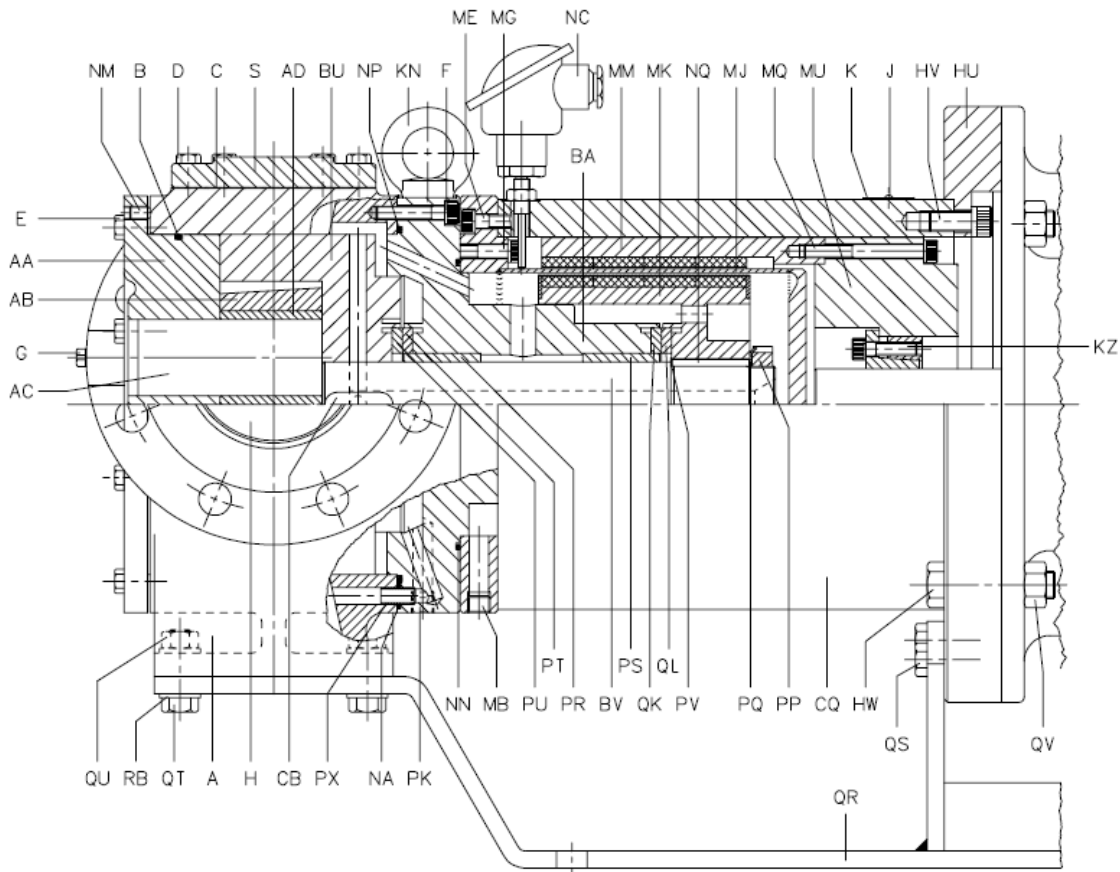 ME MG NC
NM B D C S AD BU NP KN F MM MK NQ MJ MQ MU K J HV HU
BA
E
AA
AB
G
AC
KZ
PT PS QL
NN MB PU PR BV QK PV PQ PP CQ HW
QS QV
QU RB QT A H CB PX NA PK
QR